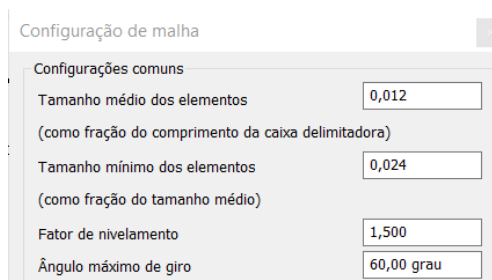 Configuração de malha
Configurações comuns
Tamanho médio dos elementos 0,012
(como fração do comprimento da caixa delimitadora)
Tamanho mínimo dos elementos 0,024
(como fração do tamanho médio)
Fator de nivelamento 1,500
Ângulo máximo de giro 60,00 grau